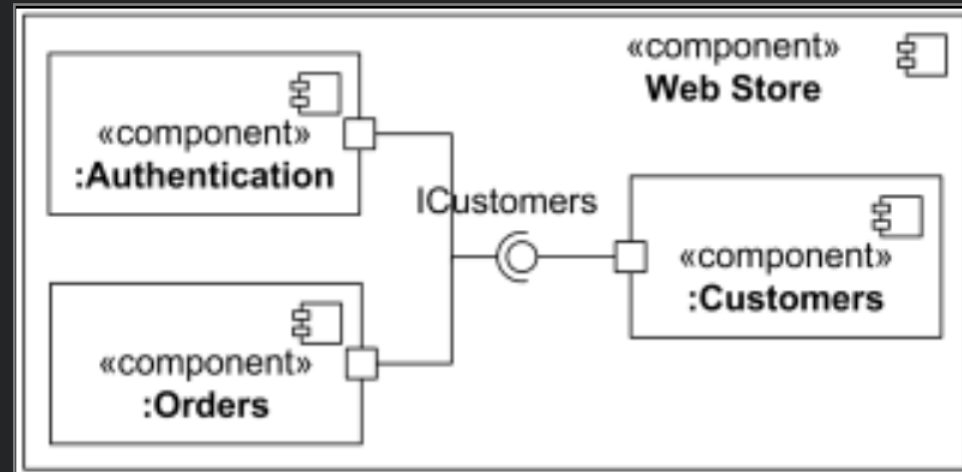 «component»
Web Store
«component»
:Authentication
ICustomers
«component»
:Customers
«component»
:Orders